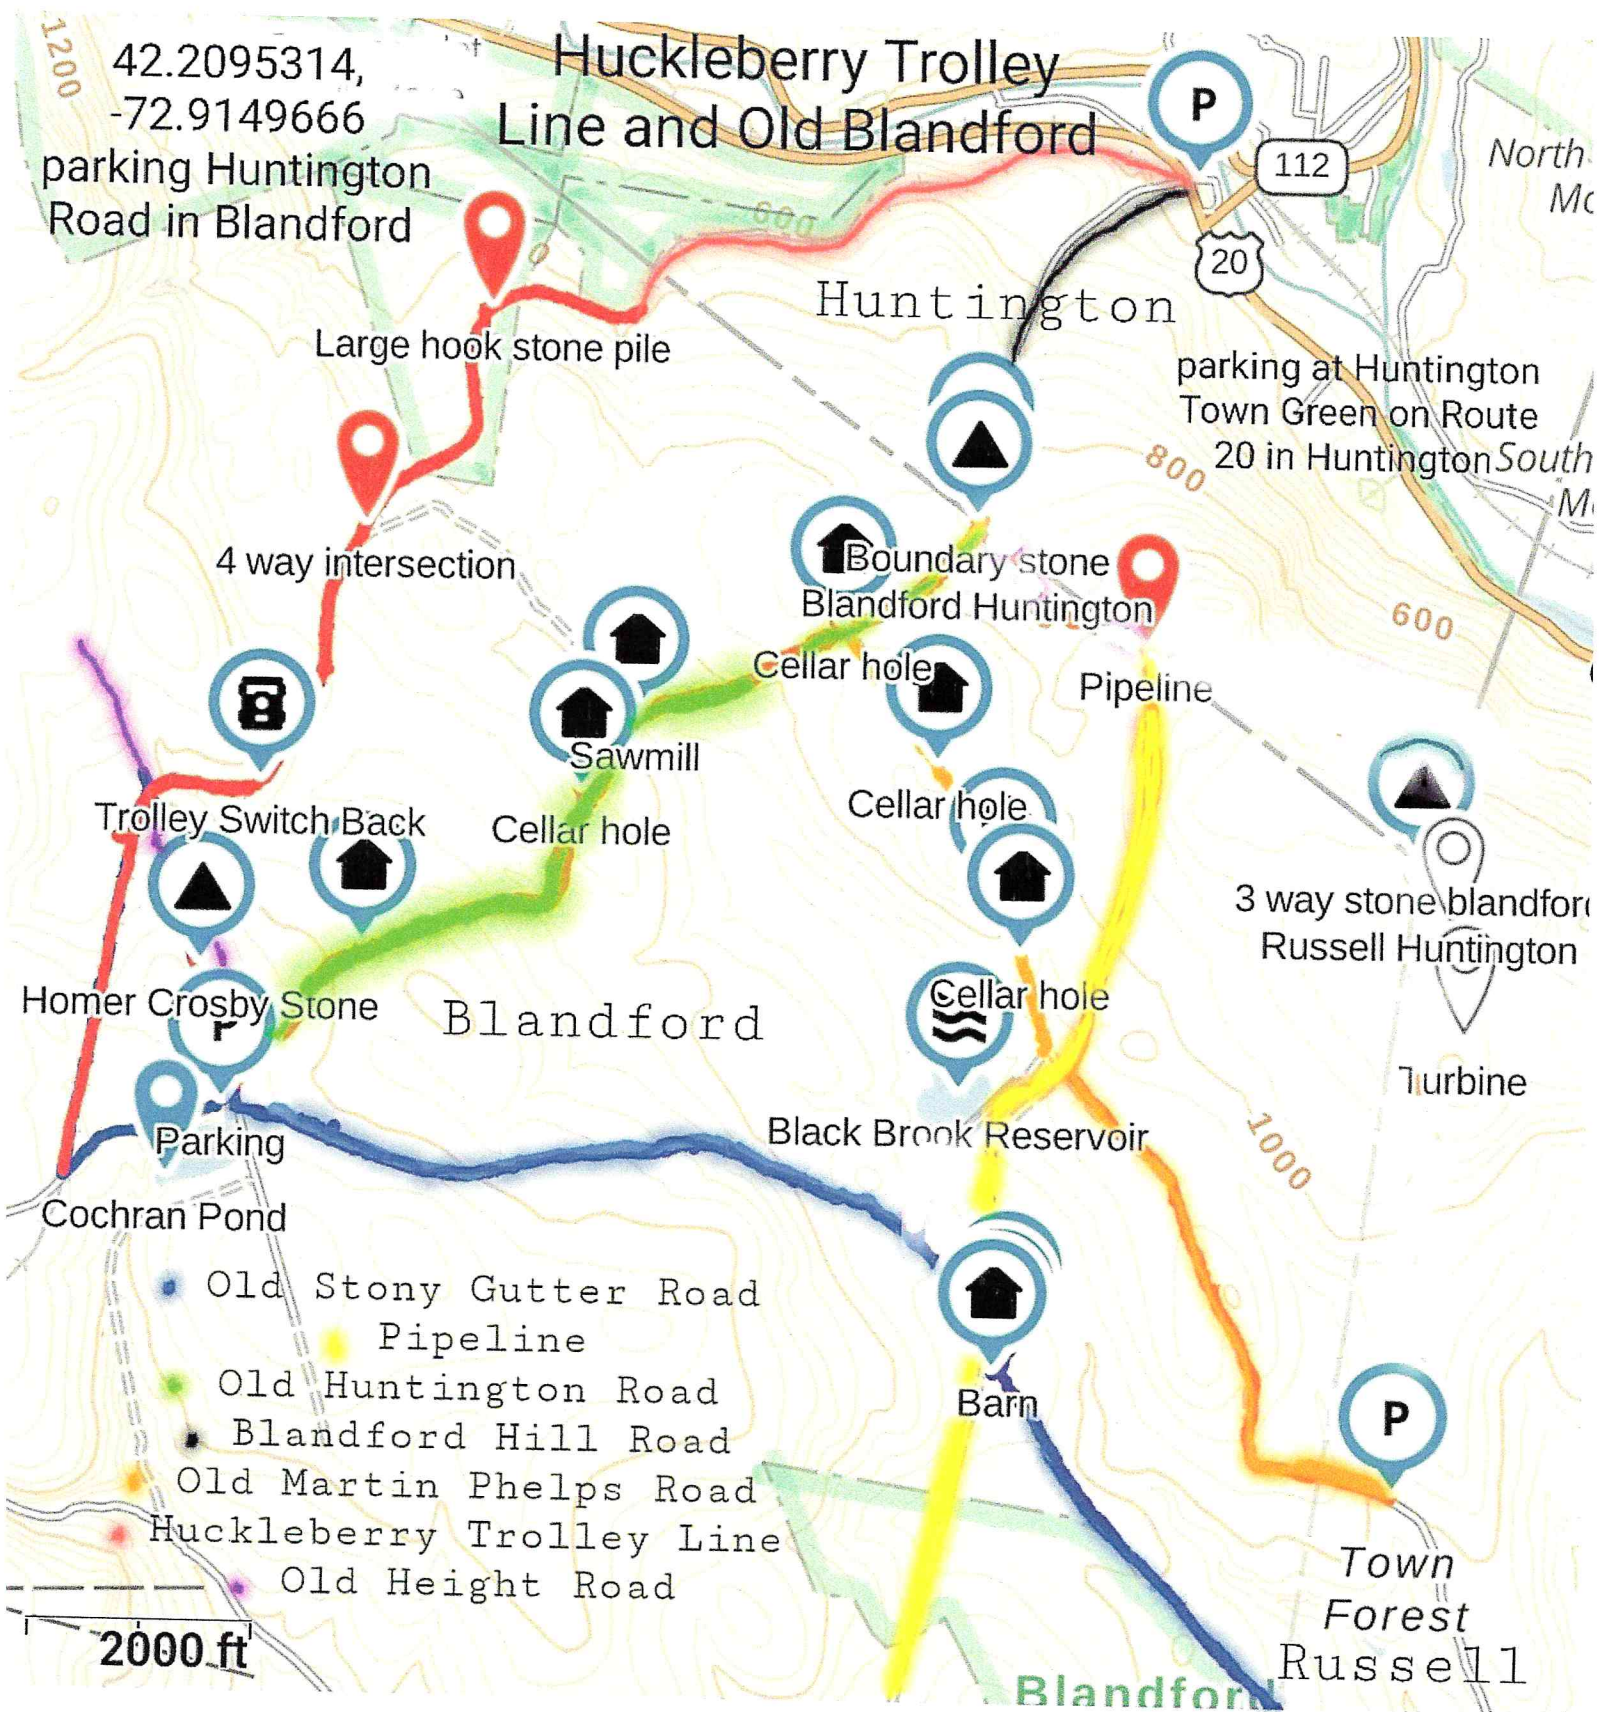 1200
42.2095314,
-72.9149666
parking Huntington
Road in Blandford
Huckleberry Trolley
Line and Old Blandford
P
112
North
20
600
Huntington
Large hook stone pile
parking at Huntington
Town Green on Route
20 in Huntington
South
800
4 way intersection
Boundary stone
Blandford Huntington
600
Cellar hole
Pipeline
Sawmill
Cellar hole
Trolley Switch Back
Cellar hole
3 way stone blandford
Russell Huntington
Homer Crosby Stone
P
Blandford
Cellar hole
Turbine
Parking
Black Brook Reservoir
1000
Cochran Pond
Old Stony Gutter Road
Pipeline
Old Huntington Road
Blandford Hill Road
Old Martin Phelps Road
Huckleberry Trolley Line
Old Height Road
Barn
P
Town
Forest
Russell
2000 ft
Blandford